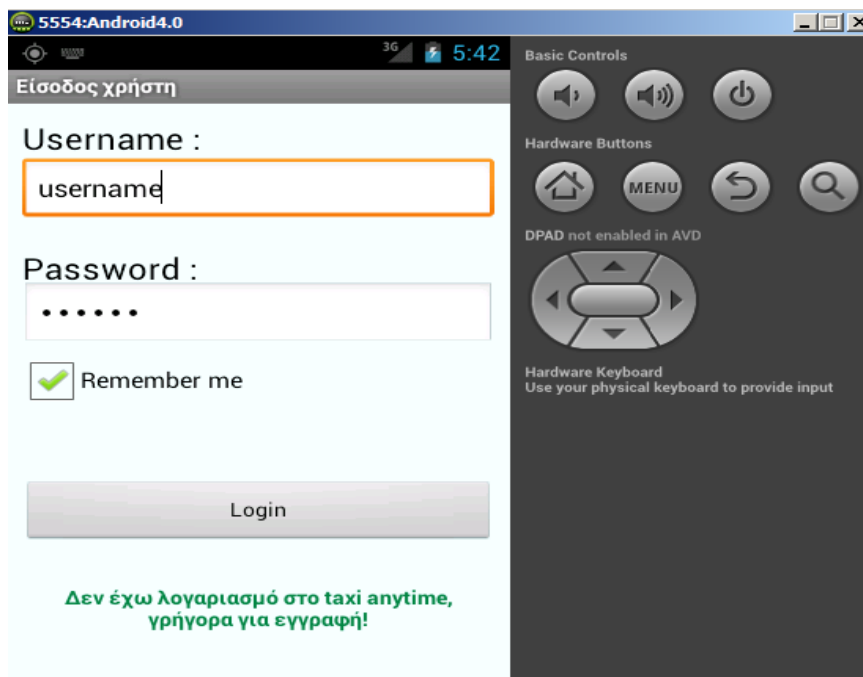 5554:Android4.0
3G 5:42
Είσοδος χρήστη
Username :
username
Password :
••••••
Remember me
Login
Δεν έχω λογαριασμό στο taxi anytime,
γρήγορα για εγγραφή!
Basic Controls
Hardware Buttons
MENU
DPAD not enabled in AVD
Hardware Keyboard
Use your physical keyboard to provide input